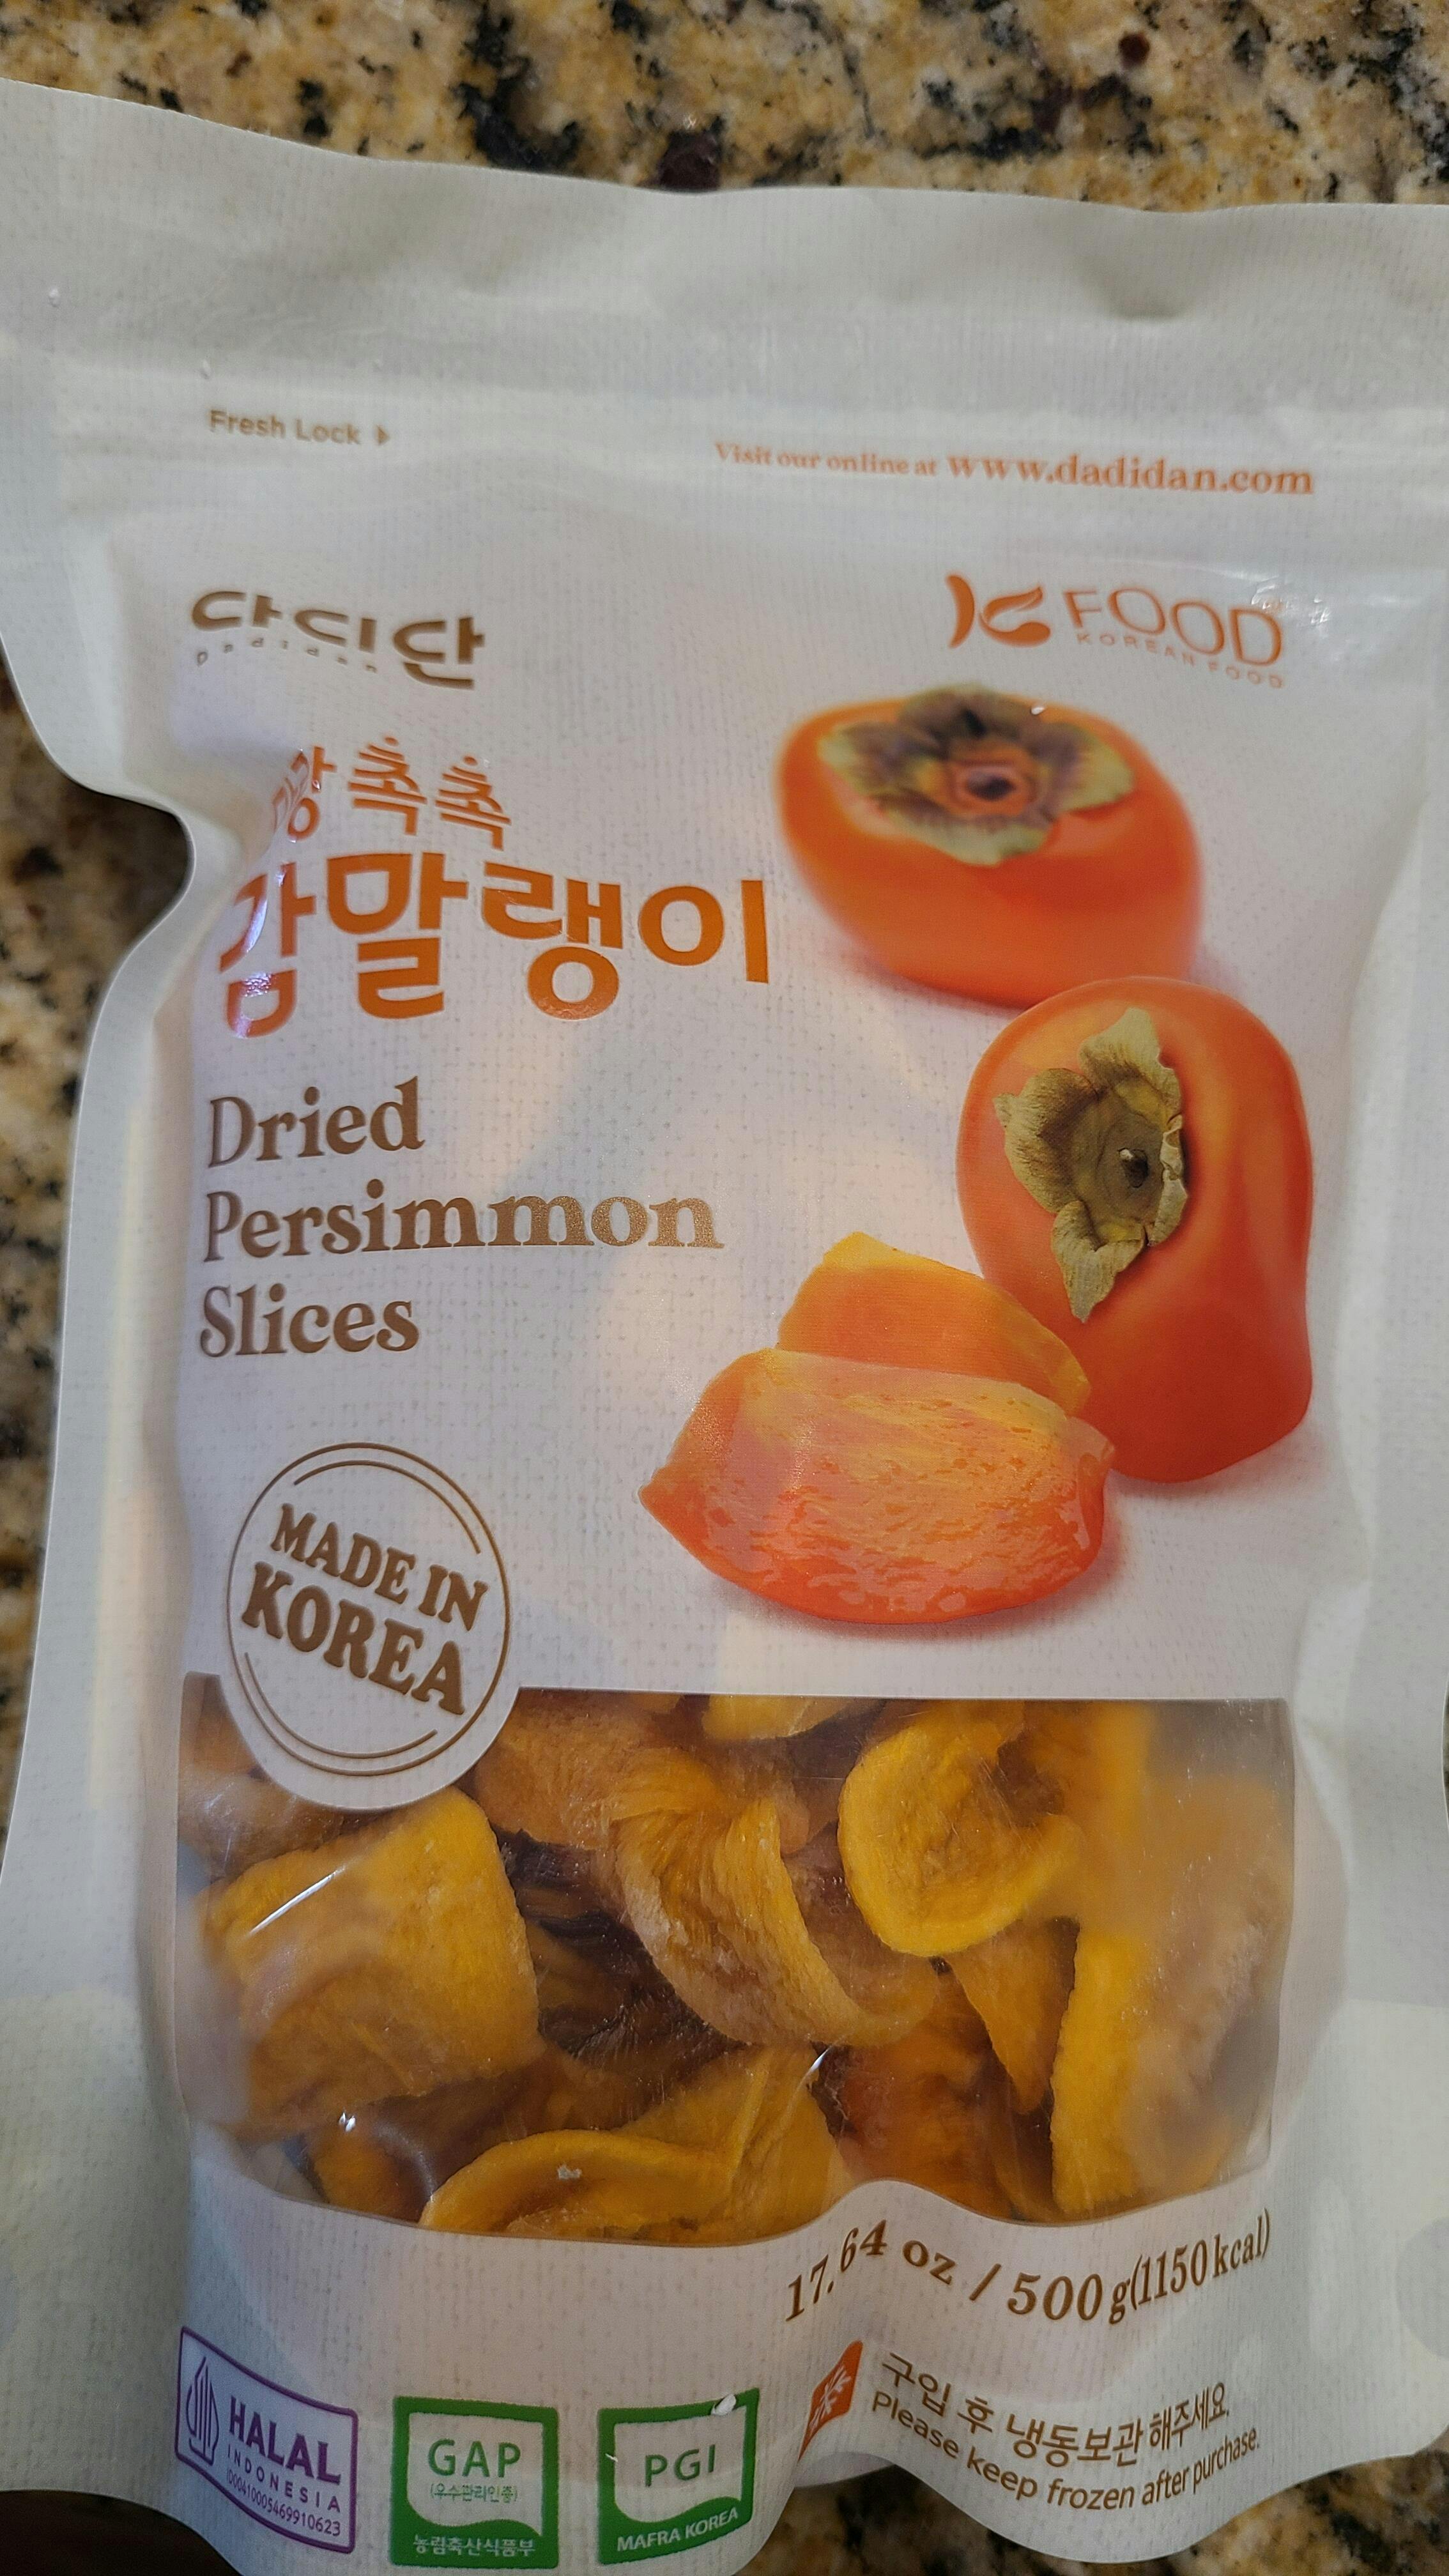 Fresh Lock
Visit our online at www.dadidan.com
다디단
Dadidan
K FOOD
KOREAN FOOD
촉촉
감말랭이
Dried
Persimmon
Slices
MADE IN
KOREA
17.64 oz / 500 g(1150 kcal)
구입 후 냉동보관 해주세요.
Please keep frozen after purchase.
HALAL
INDONESIA
GAP
(우수관리인증)
농림축산식품부
PGI
MAFRA KOREA